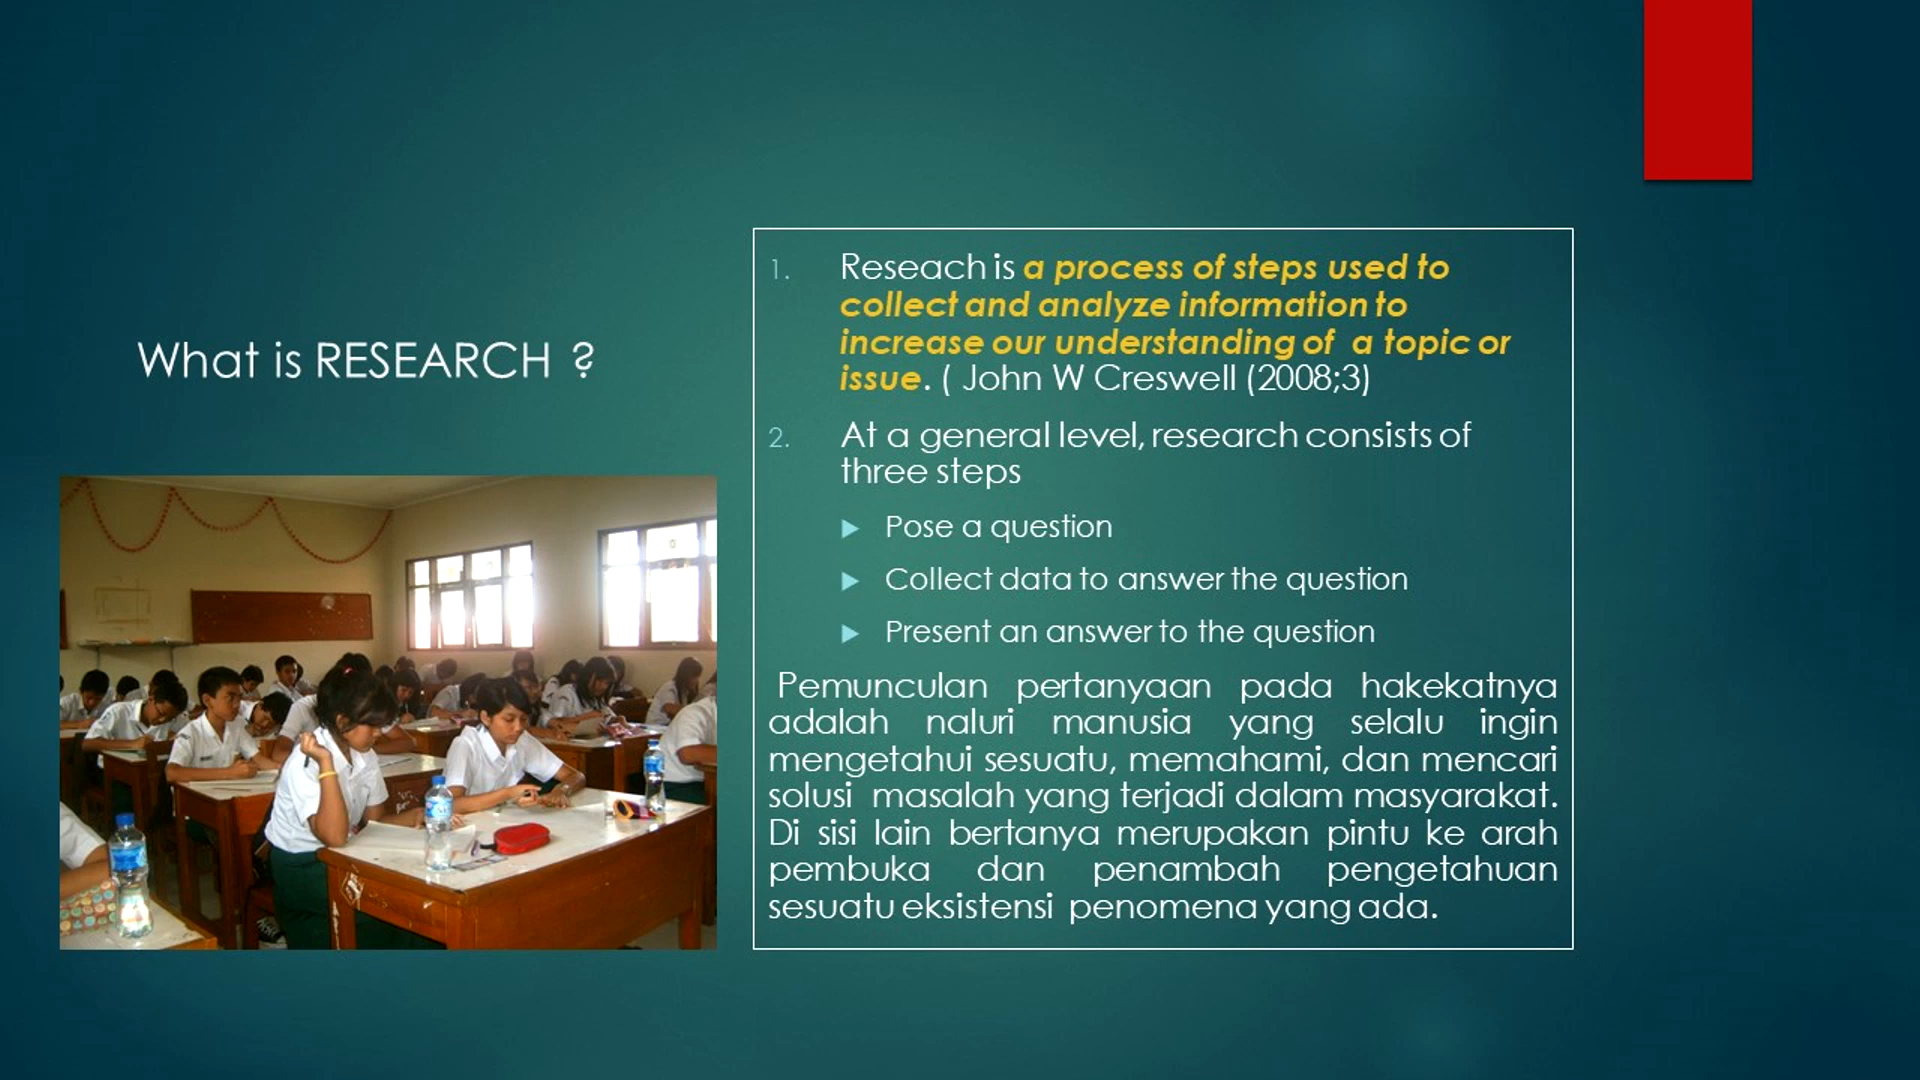 What is RESEARCH ?
1. Reseach is a process of steps used to
collect and analyze information to
increase our understanding of a topic or
issue. ( John W Creswell (2008;3)
2. At a general level, research consists of
three steps
Pose a question
Collect data to answer the question
Present an answer to the question
Pemunculan pertanyaan pada hakekatnya
adalah naluri manusia yang selalu ingin
mengetahui sesuatu, memahami, dan mencari
solusi masalah yang terjadi dalam masyarakat.
Di sisi lain bertanya merupakan pintu ke arah
pembuka dan penambah pengetahuan
sesuatu eksistensi penomena yang ada.